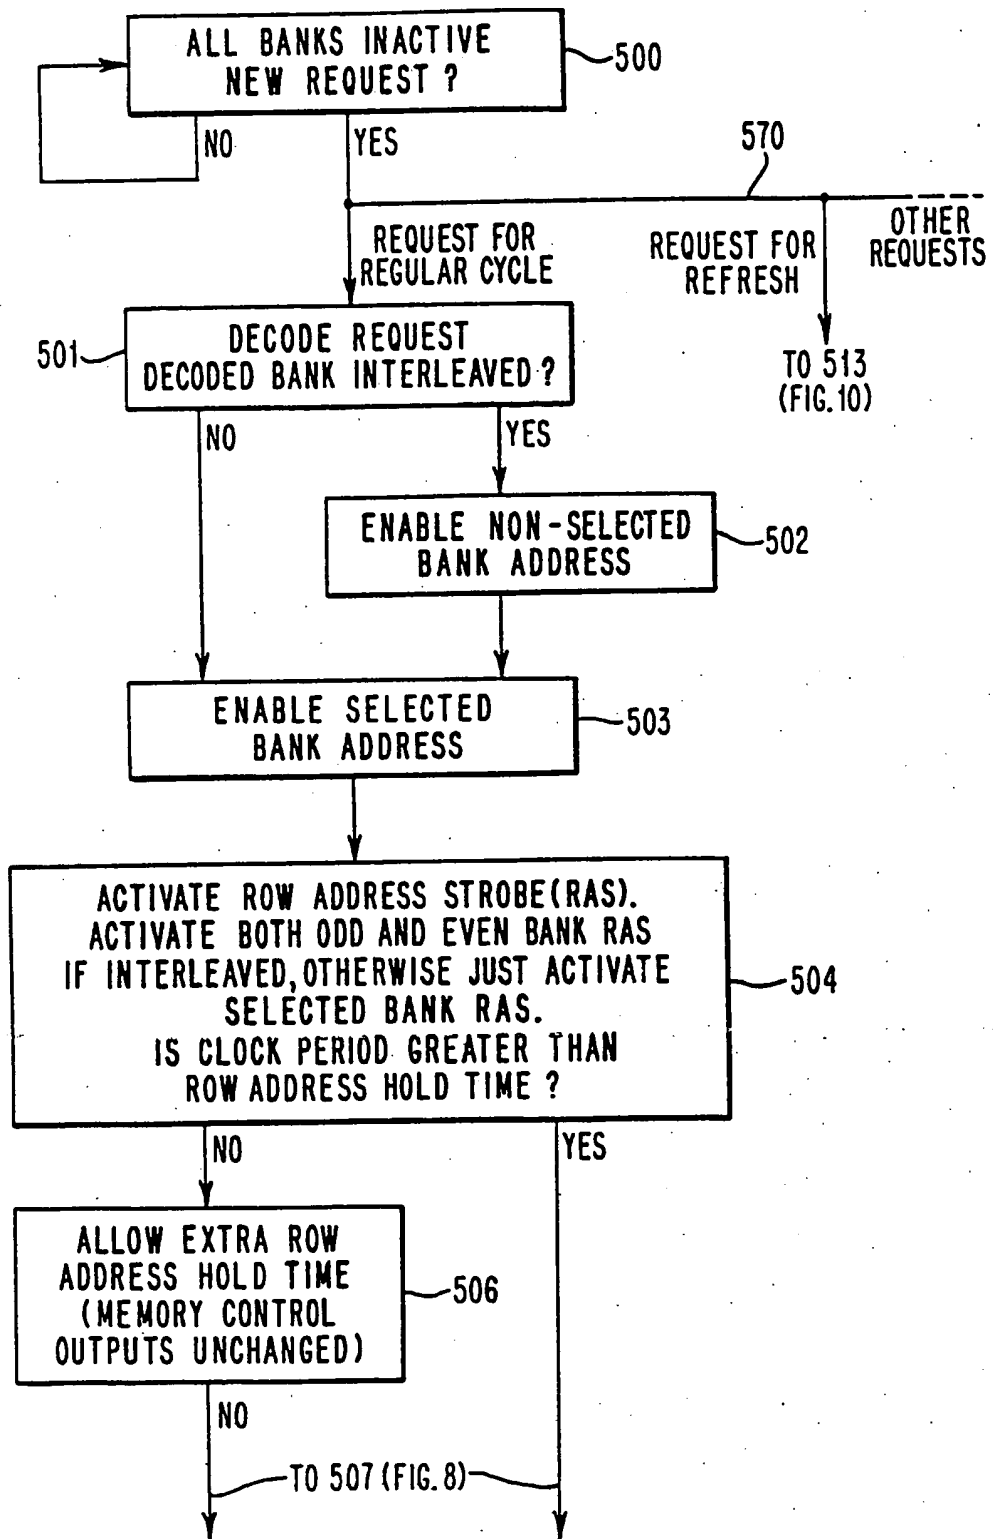 ALL BANKS INACTIVE
NEW REQUEST ?
500
NO
YES
570
REQUEST FOR
REGULAR CYCLE
REQUEST FOR
REFRESH
OTHER
REQUESTS
TO 513
(FIG. 10)
501
DECODE REQUEST
DECODED BANK INTERLEAVED ?
NO
YES
ENABLE NON-SELECTED
BANK ADDRESS
502
ENABLE SELECTED
BANK ADDRESS
503
ACTIVATE ROW ADDRESS STROBE(RAS).
ACTIVATE BOTH ODD AND EVEN BANK RAS
IF INTERLEAVED, OTHERWISE JUST ACTIVATE
SELECTED BANK RAS.
IS CLOCK PERIOD GREATER THAN
ROW ADDRESS HOLD TIME ?
504
NO
YES
ALLOW EXTRA ROW
ADDRESS HOLD TIME
(MEMORY CONTROL
OUTPUTS UNCHANGED)
506
NO
TO 507 (FIG. 8)